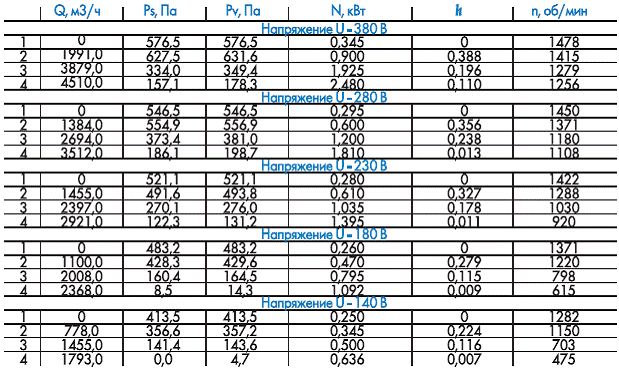 Q, м3/ч Ps, Па Pv, Па N, кВт h n, об/мин
Напряжение U - 380 В
1 0 576,5 576,5 0,345 0 1478
2 1991,0 627,5 631,6 0,900 0,388 1415
3 3879,0 334,0 349,4 1,925 0,196 1279
4 4510,0 157,1 178,3 2,480 0,110 1256
Напряжение U - 280 В
1 0 546,5 546,5 0,295 0 1450
2 1384,0 554,9 556,9 0,600 0,356 1371
3 2694,0 373,4 381,0 1,200 0,238 1180
4 3512,0 186,1 198,7 1,810 0,013 1108
Напряжение U - 230 В
1 0 521,1 521,1 0,280 0 1422
2 1455,0 491,6 493,8 0,610 0,327 1288
3 2397,0 270,1 276,0 1,035 0,178 1030
4 2921,0 122,3 131,2 1,395 0,011 920
Напряжение U - 180 В
1 0 483,2 483,2 0,260 0 1371
2 1100,0 428,3 429,6 0,470 0,279 1220
3 2008,0 160,4 164,5 0,795 0,115 798
4 2368,0 8,5 14,3 1,092 0,009 615
Напряжение U - 140 В
1 0 413,5 413,5 0,250 0 1282
2 778,0 356,6 357,2 0,345 0,224 1150
3 1455,0 141,4 143,6 0,500 0,116 703
4 1793,0 0,0 4,7 0,636 0,007 475